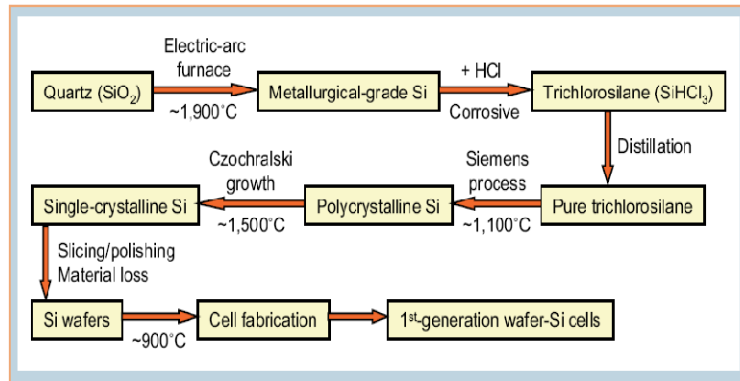 Electric-arc
furnace
+ HCl
Quartz (SiO2)
Metallurgical-grade Si
Trichlorosilane (SiHCl3)
~1,900°C
Corrosive
Distillation
Czochralski
growth
Siemens
process
Single-crystalline Si
Polycrystalline Si
Pure trichlorosilane
~1,500°C
~1,100°C
Slicing/polishing
Material loss
Si wafers
Cell fabrication
1st-generation wafer-Si cells
~900°C